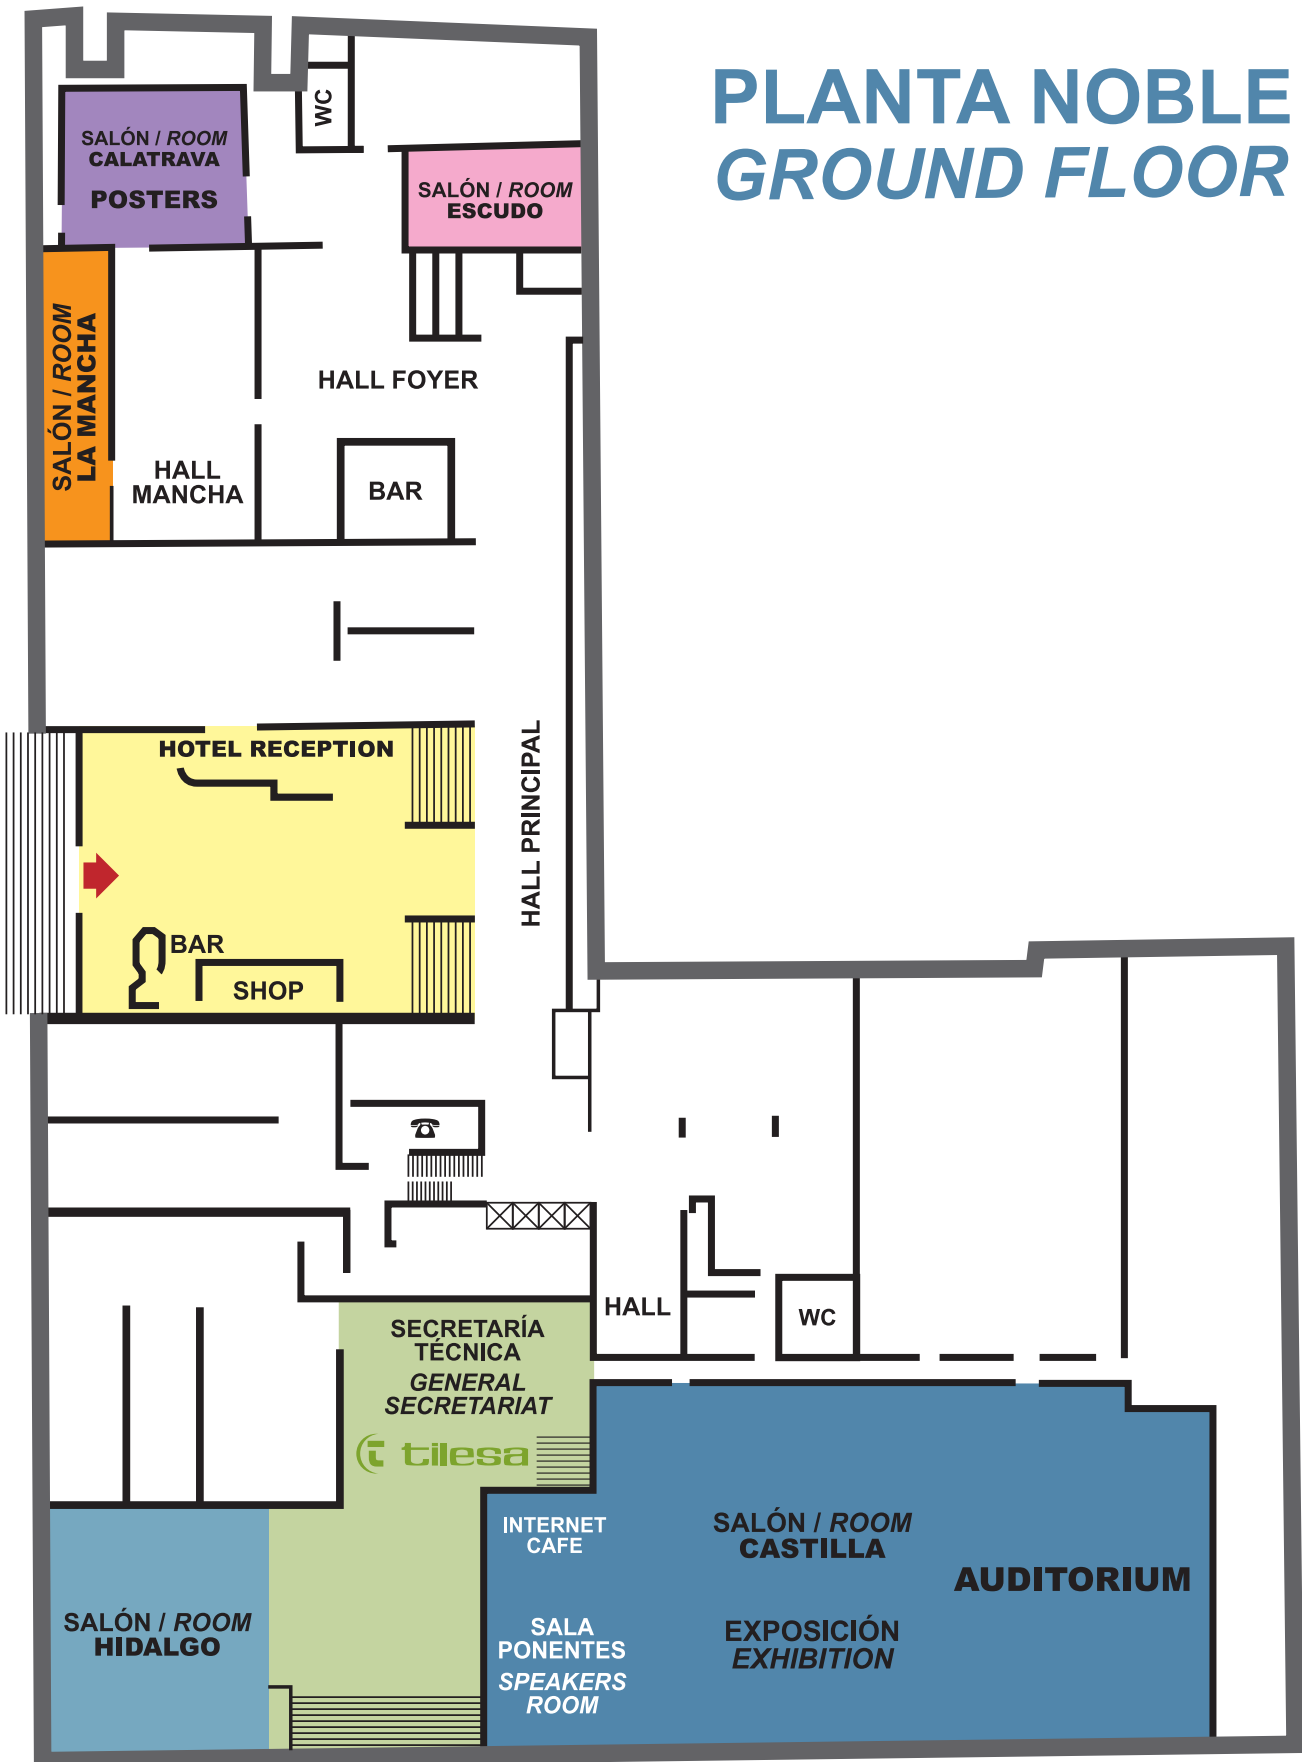 PLANTA NOBLE
GROUND FLOOR
WC
SALÓN / ROOM
CALATRAVA
POSTERS
SALÓN / ROOM
ESCUDO
SALÓN / ROOM
LA MANCHA
HALL FOYER
HALL
MANCHA
BAR
HOTEL RECEPTION
HALL PRINCIPAL
BAR
SHOP
HALL
WC
SECRETARÍA
TÉCNICA
GENERAL
SECRETARIAT
tilesa
INTERNET
CAFE
SALÓN / ROOM
CASTILLA
AUDITORIUM
SALÓN / ROOM
HIDALGO
SALA
PONENTES
SPEAKERS
ROOM
EXPOSICIÓN
EXHIBITION